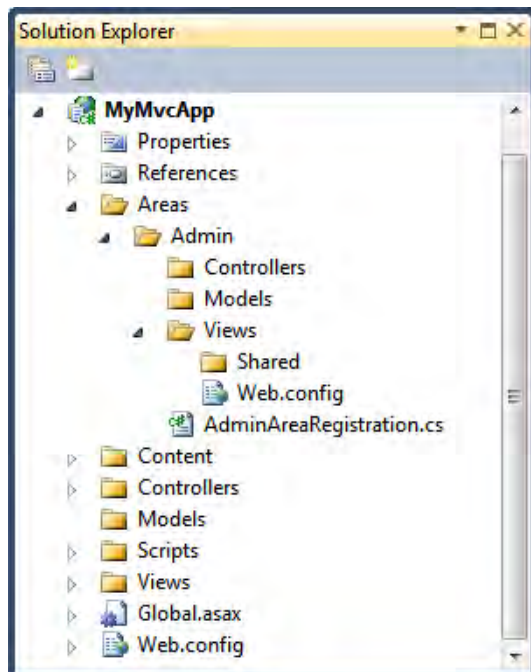 Solution Explorer
MyMvcApp
Properties
References
Areas
Admin
Controllers
Models
Views
Shared
Web.config
AdminAreaRegistration.cs
Content
Controllers
Models
Scripts
Views
Global.asax
Web.config